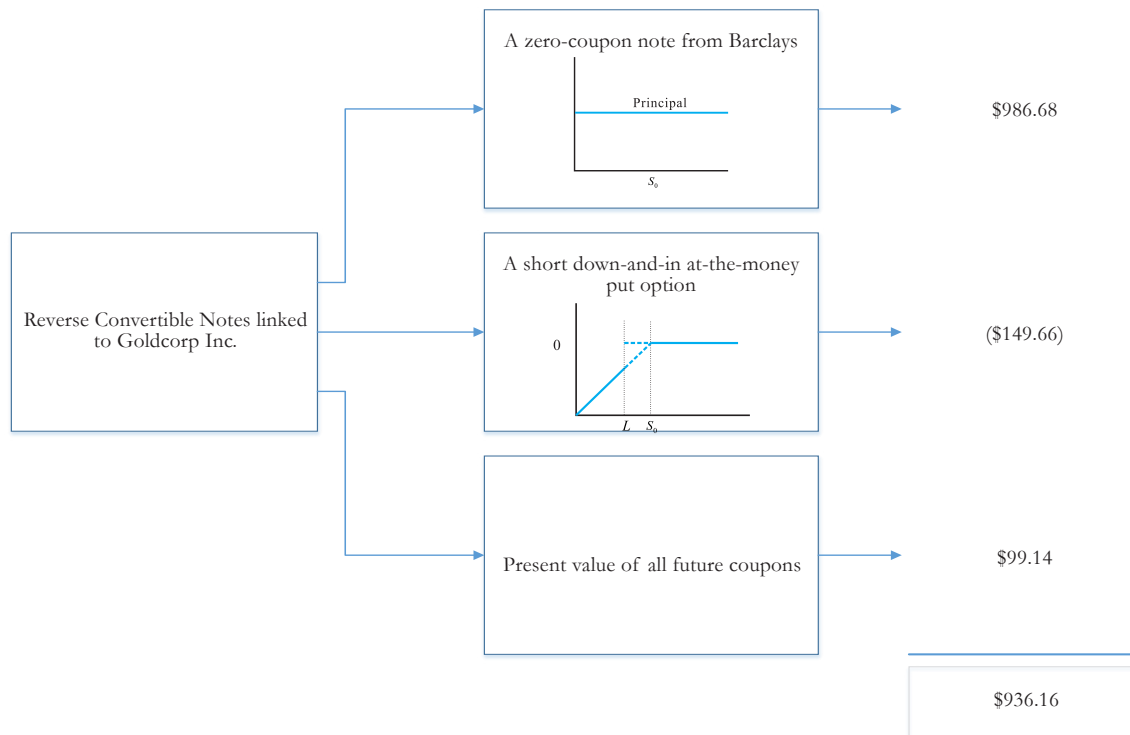 A zero-coupon note from Barclays
Principal
S₀
$986.68
Reverse Convertible Notes linked
to Goldcorp Inc.
A short down-and-in at-the-money
put option
0
L S₀
($149.66)
Present value of all future coupons
$99.14
$936.16